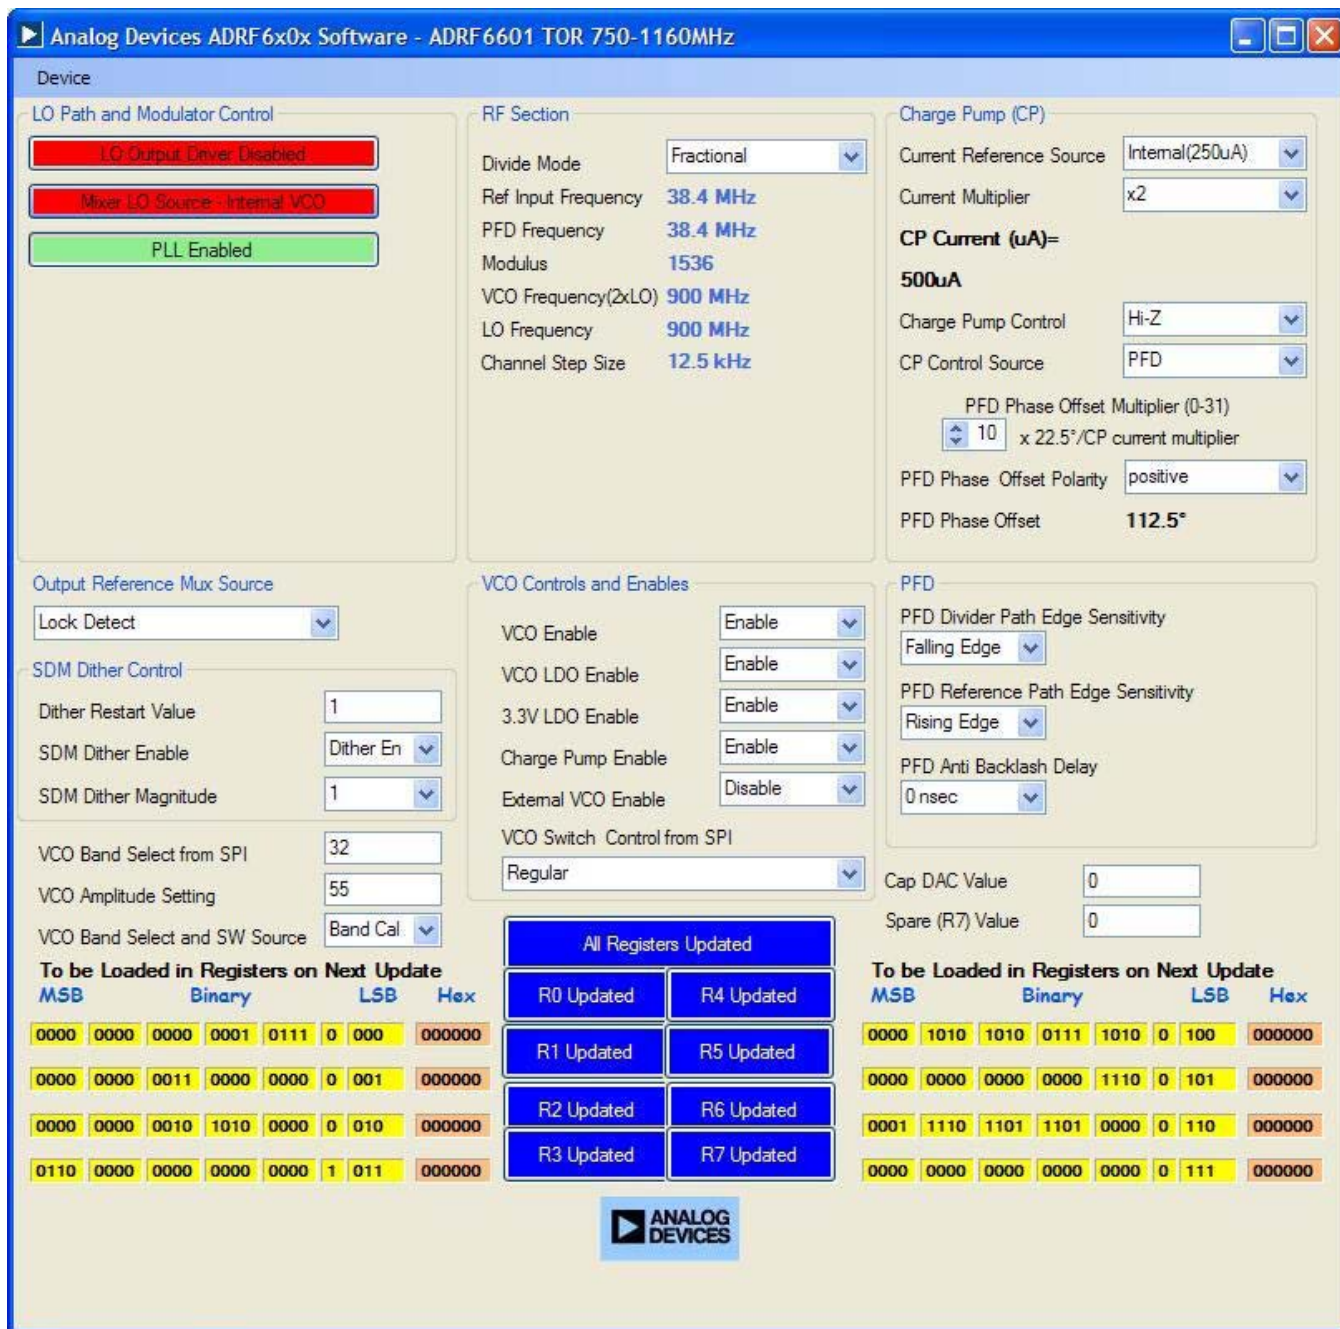 Analog Devices ADRF6x0x Software - ADRF6601 TOR 750-1160MHz
Device
LO Path and Modulator Control
LO Output Driver Disabled
Mixer LO Source - Internal VCO
PLL Enabled
RF Section
Divide Mode Fractional
Ref Input Frequency 38.4 MHz
PFD Frequency 38.4 MHz
Modulus 1536
VCO Frequency(2xLO) 900 MHz
LO Frequency 900 MHz
Channel Step Size 12.5 kHz
Charge Pump (CP)
Current Reference Source Internal(250uA)
Current Multiplier x2
CP Current (uA)=
500uA
Charge Pump Control Hi-Z
CP Control Source PFD
PFD Phase Offset Multiplier (0-31)
10 x 22.5°/CP current multiplier
PFD Phase Offset Polarity positive
PFD Phase Offset 112.5°
Output Reference Mux Source
Lock Detect
SDM Dither Control
Dither Restart Value 1
SDM Dither Enable Dither En
SDM Dither Magnitude 1
VCO Band Select from SPI 32
VCO Amplitude Setting 55
VCO Band Select and SW Source Band Cal
VCO Controls and Enables
VCO Enable Enable
VCO LDO Enable Enable
3.3V LDO Enable Enable
Charge Pump Enable Enable
External VCO Enable Disable
VCO Switch Control from SPI
Regular
PFD
PFD Divider Path Edge Sensitivity
Falling Edge
PFD Reference Path Edge Sensitivity
Rising Edge
PFD Anti Backlash Delay
0 nsec
Cap DAC Value 0
Spare (R7) Value 0
To be Loaded in Registers on Next Update
MSB Binary LSB Hex
0000 0000 0000 0001 0111 0 000 000000
0000 0000 0011 0000 0000 0 001 000000
0000 0000 0010 1010 0000 0 010 000000
0110 0000 0000 0000 0000 1 011 000000
All Registers Updated
R0 Updated R4 Updated
R1 Updated R5 Updated
R2 Updated R6 Updated
R3 Updated R7 Updated
To be Loaded in Registers on Next Update
MSB Binary LSB Hex
0000 1010 1010 0111 1010 0 100 000000
0000 0000 0000 0000 1110 0 101 000000
0001 1110 1101 1101 0000 0 110 000000
0000 0000 0000 0000 0000 0 111 000000
ANALOG
DEVICES